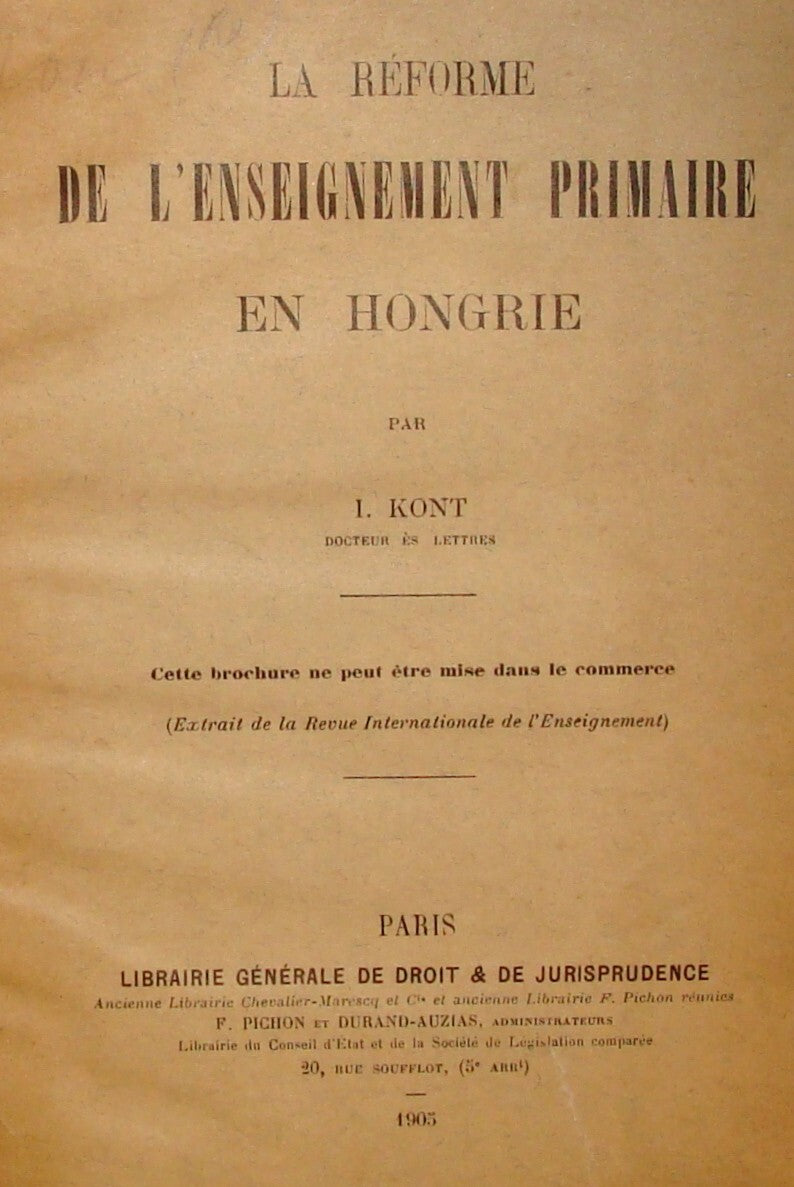 LA RÉFORME
DE L'ENSEIGNEMENT PRIMAIRE
EN HONGRIE
PAR
I. KONT
DOCTEUR ÈS LETTRES
Cette brochure ne peut être mise dans le commerce
(Extrait de la Revue Internationale de l'Enseignement)
PARIS
LIBRAIRIE GÉNÉRALE DE DROIT & DE JURISPRUDENCE
Ancienne Librairie Chevalier-Marescq et Cie et ancienne Librairie F. Pichon réunies
F. PICHON ET DURAND-AUZIAS, ADMINISTRATEURS
Librairie du Conseil d'Etat et de la Société de Législation comparée
20, RUE SOUFFLOT, (5e ARRt)
1905